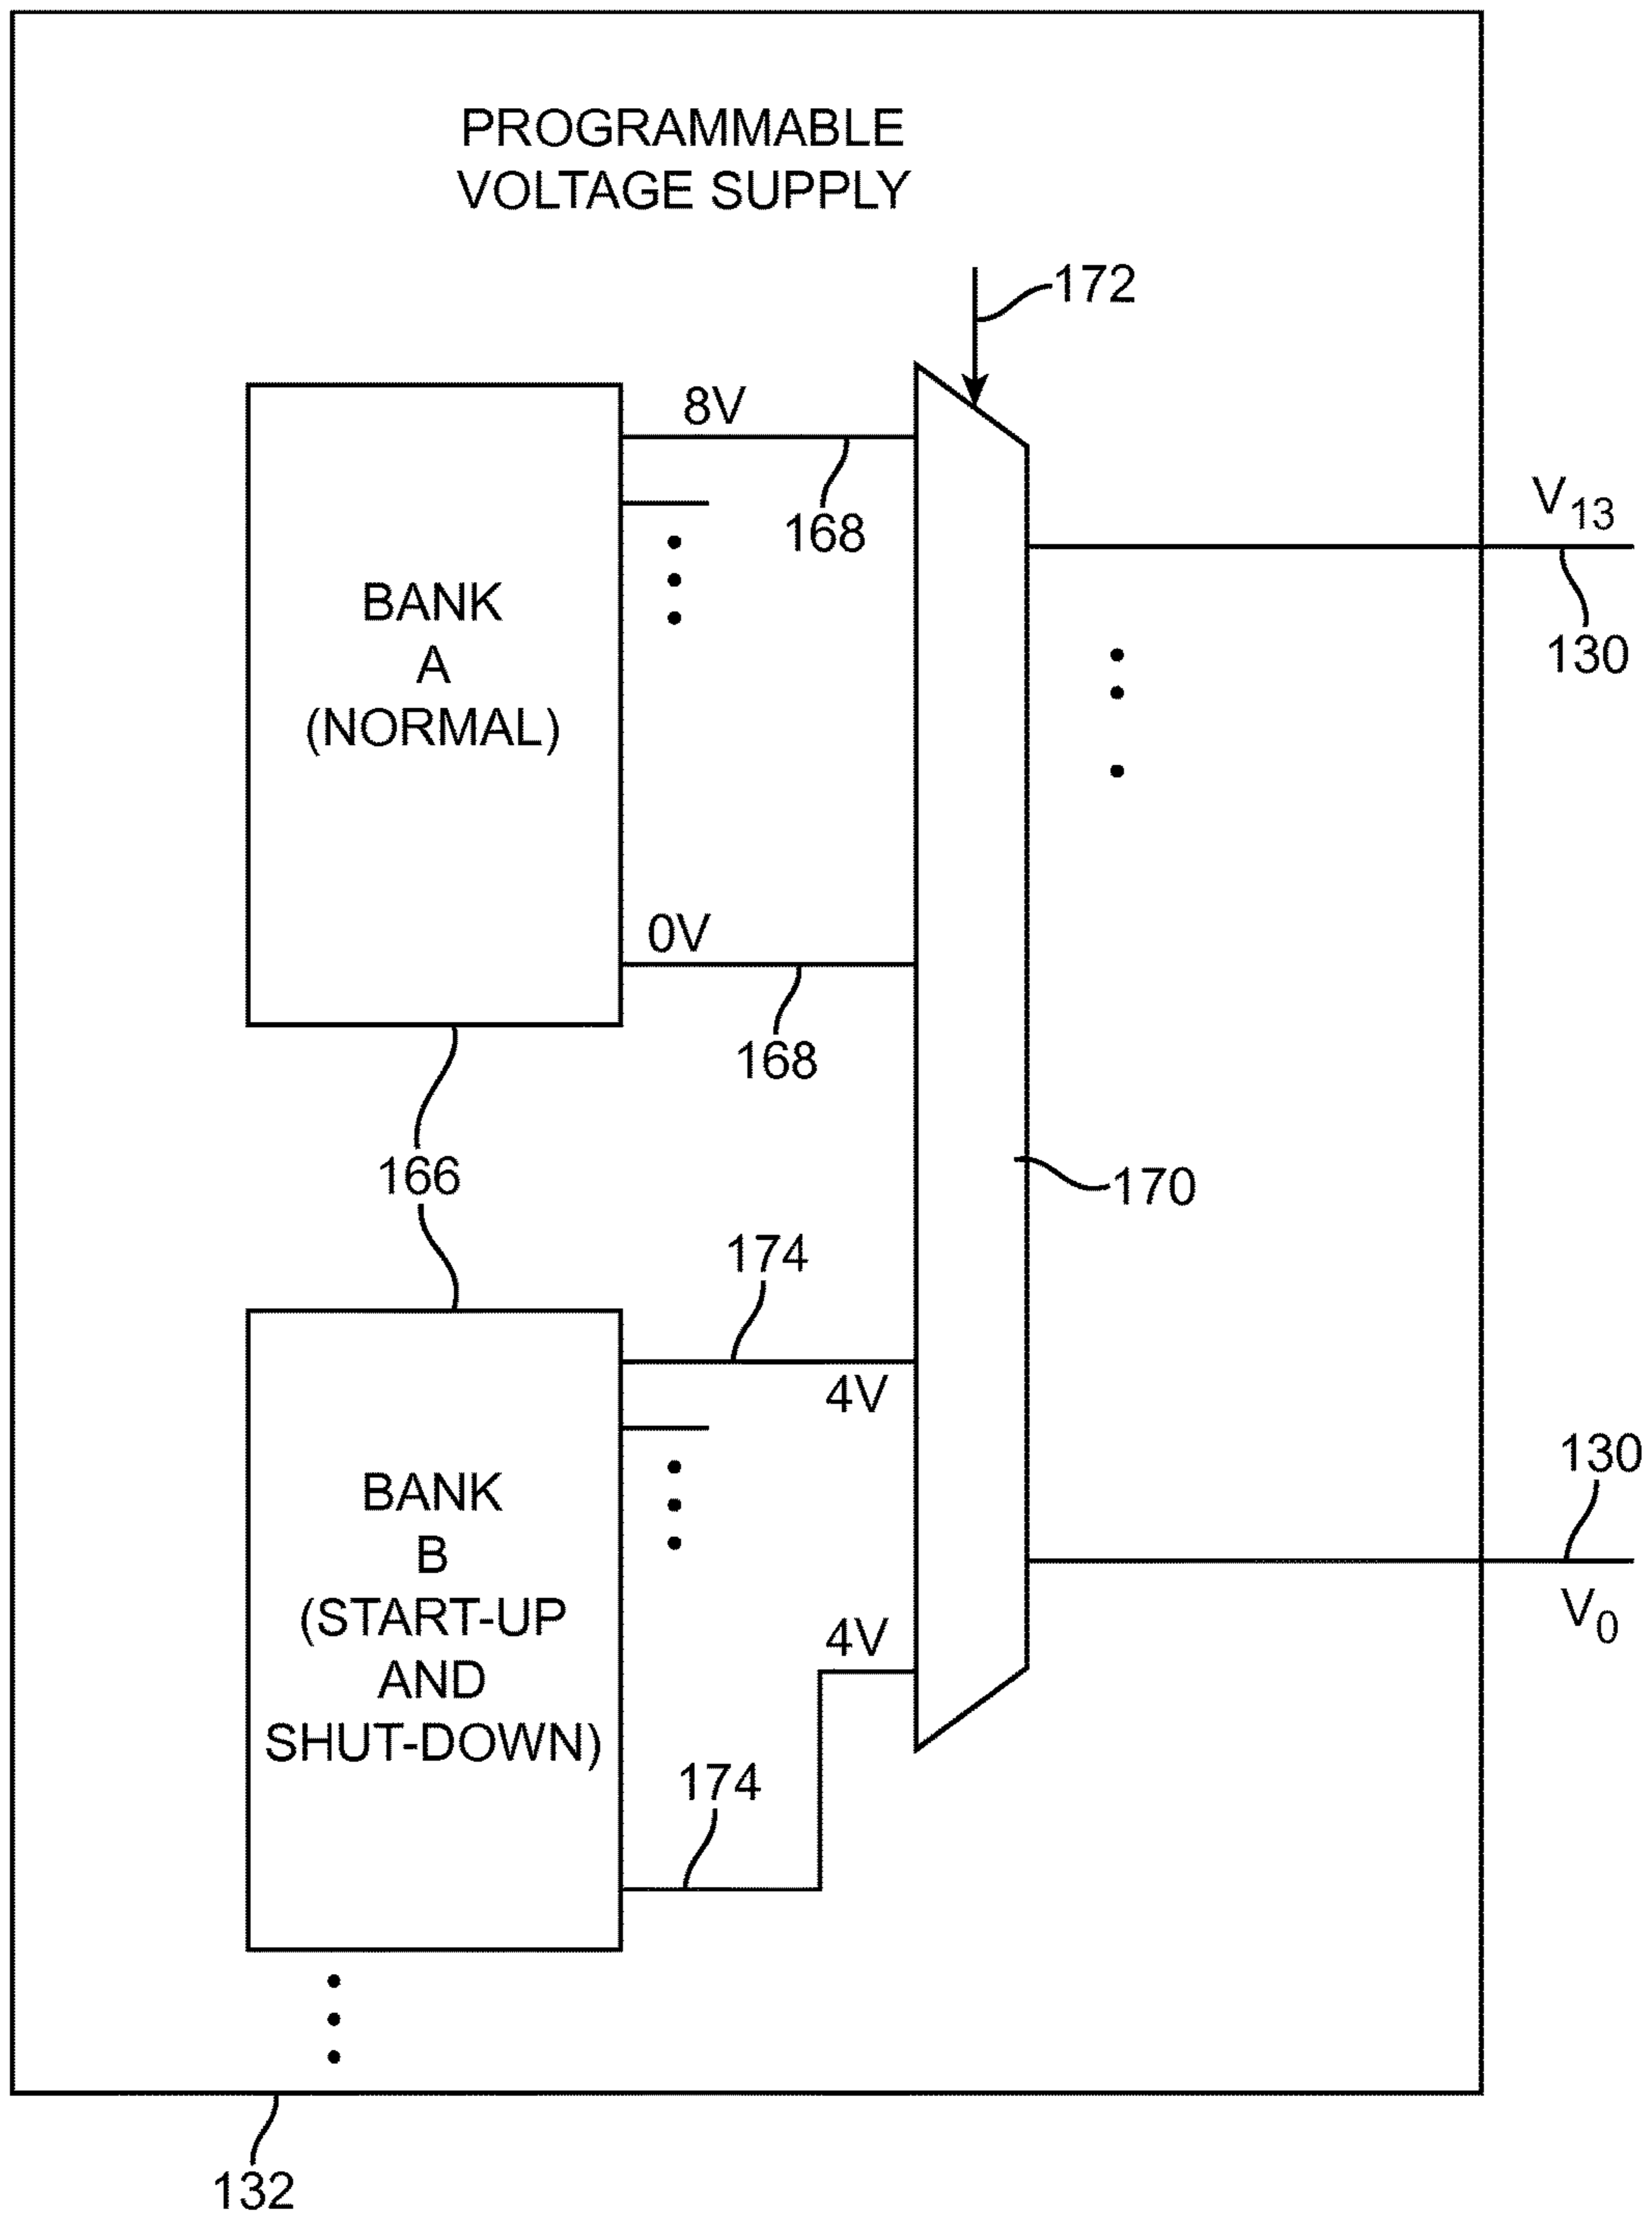 PROGRAMMABLE
VOLTAGE SUPPLY
172
8V
168
V13
130
BANK
A
(NORMAL)
0V
168
166
170
174
4V
130
BANK
B
(START-UP
AND
SHUT-DOWN)
4V
V0
174
132